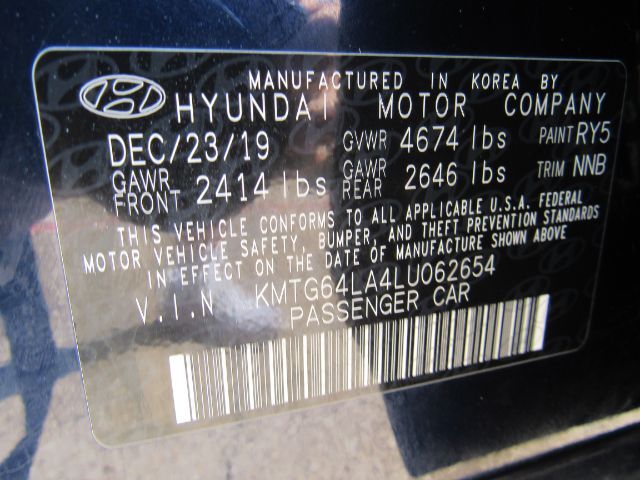 MANUFACTURED IN KOREA BY
HYUNDAI MOTOR COMPANY
DEC/23/19 GVWR 4674 lbs PAINT RY5
GAWR FRONT 2414 lbs GAWR REAR 2646 lbs TRIM NNB
THIS VEHICLE CONFORMS TO ALL APPLICABLE U.S.A. FEDERAL
MOTOR VEHICLE SAFETY, BUMPER, AND THEFT PREVENTION STANDARDS
IN EFFECT ON THE DATE OF MANUFACTURE SHOWN ABOVE
V.I.N : KMTG64LA4LU062654
PASSENGER CAR